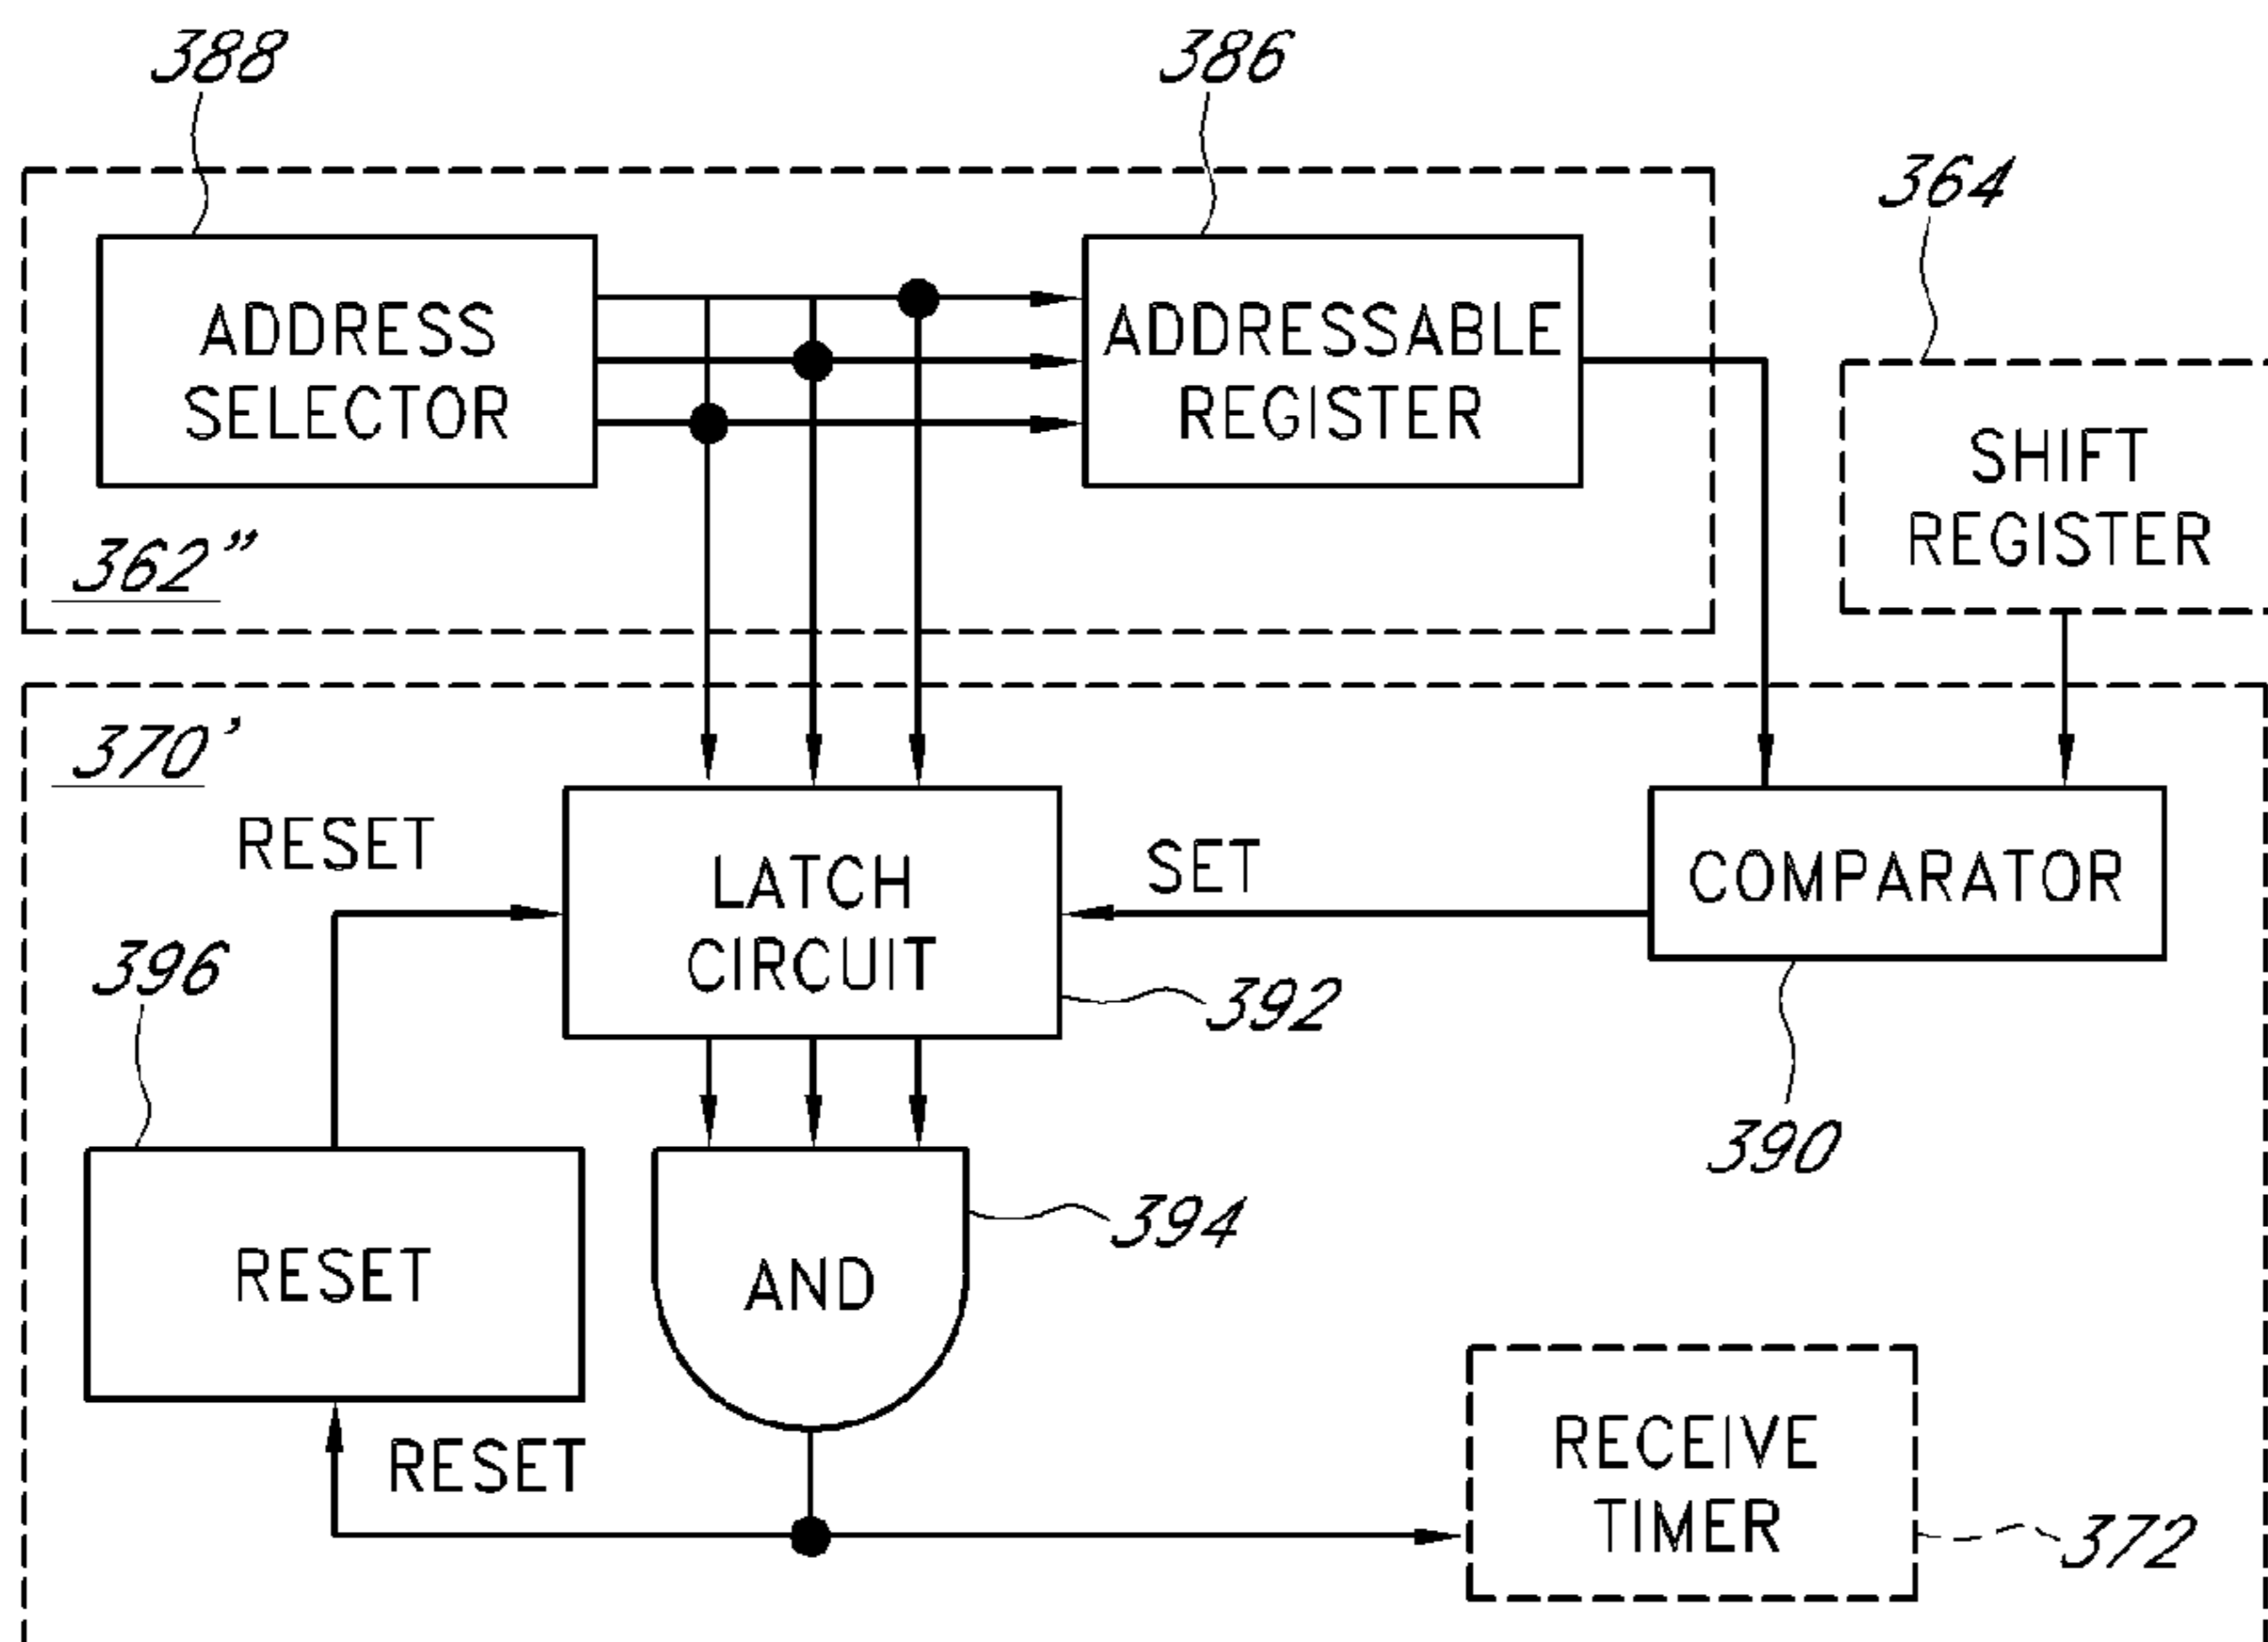 388
386
364
ADDRESS
SELECTOR
ADDRESSABLE
REGISTER
SHIFT
REGISTER
362”
370’
RESET
LATCH
CIRCUIT
SET
COMPARATOR
396
392
390
394
RESET
AND
RESET
RECEIVE
TIMER
372